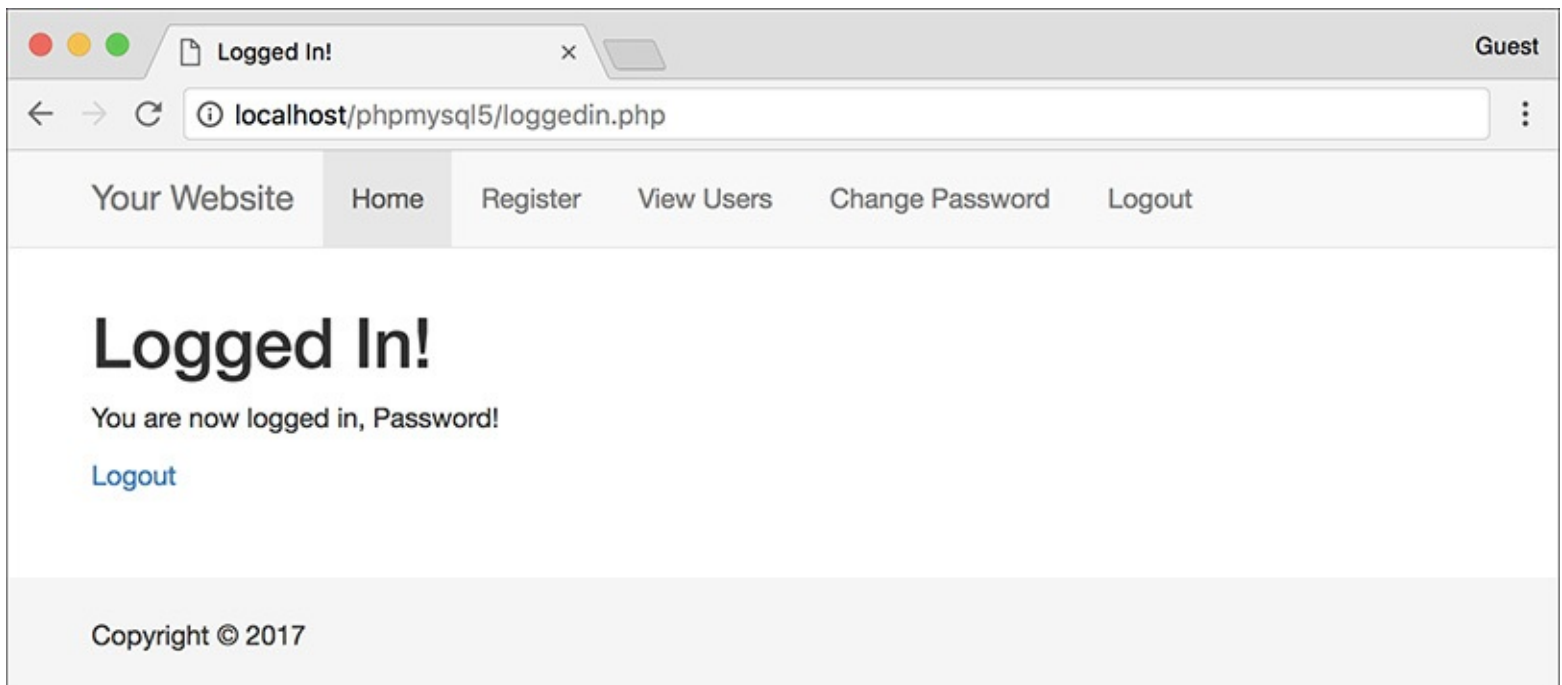 Logged In! Guest
localhost/phpmysql5/loggedin.php
Your Website Home Register View Users Change Password Logout
Logged In!
You are now logged in, Password!
Logout
Copyright © 2017